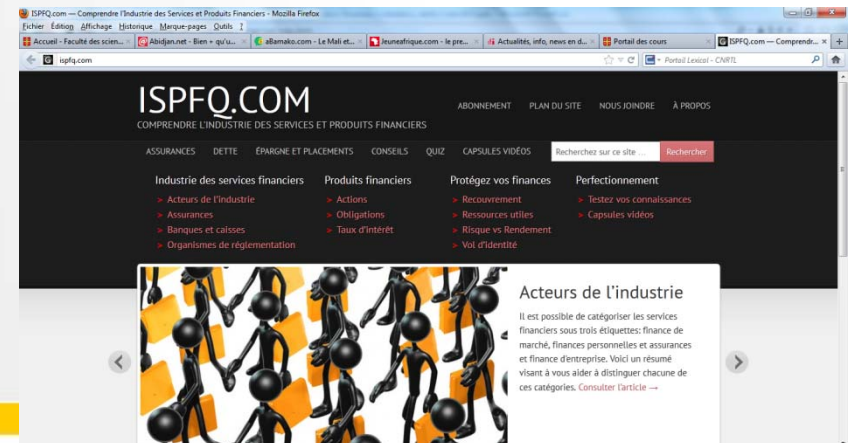 ISPFQ.com — Comprendre l'Industrie des Services et Produits Financiers - Mozilla Firefox
Fichier Édition Affichage Historique Marque-pages Outils ?
Accueil - Faculté des scien... Abidjan.net - Bien + qu'u... aBamako.com - Le Mali et... Jeuneafrique.com - le pre... Actualités, info, news en d... Portail des cours ISPFQ.com — Comprendr...
ispfq.com Portail Lexical - CNRTL
ISPFQ.COM
COMPRENDRE L'INDUSTRIE DES SERVICES ET PRODUITS FINANCIERS
ABONNEMENT PLAN DU SITE NOUS JOINDRE À PROPOS
ASSURANCES DETTE ÉPARGNE ET PLACEMENTS CONSEILS QUIZ CAPSULES VIDÉOS Recherchez sur ce site ... Rechercher
Industrie des services financiers Produits financiers Protégez vos finances Perfectionnement
> Acteurs de l'industrie > Actions > Recouvrement > Testez vos connaissances
> Assurances > Obligations > Ressources utiles > Capsules vidéos
> Banques et caisses > Taux d'intérêt > Risque vs Rendement
> Organismes de réglementation > Vol d'identité
Acteurs de l'industrie
Il est possible de catégoriser les services
financiers sous trois étiquettes: finance de
marché, finances personnelles et assurances
et finance d'entreprise. Voici un résumé
visant à vous aider à distinguer chacune de
ces catégories. Consulter l'article →